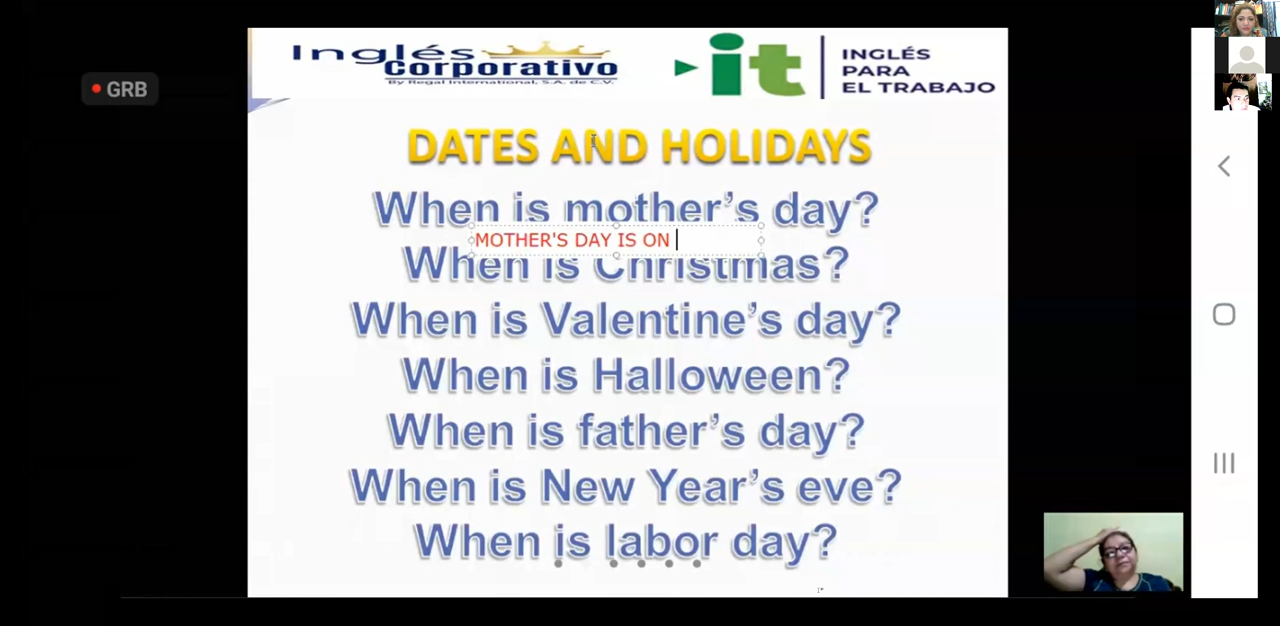 Inglés
Corporativo
By Regal International, S.A. de C.V.
it
INGLÉS
PARA
EL TRABAJO
GRB
DATES AND HOLIDAYS
When is mother's day?
MOTHER'S DAY IS ON
When is Christmas?
When is Valentine's day?
When is Halloween?
When is father's day?
When is New Year's eve?
When is labor day?